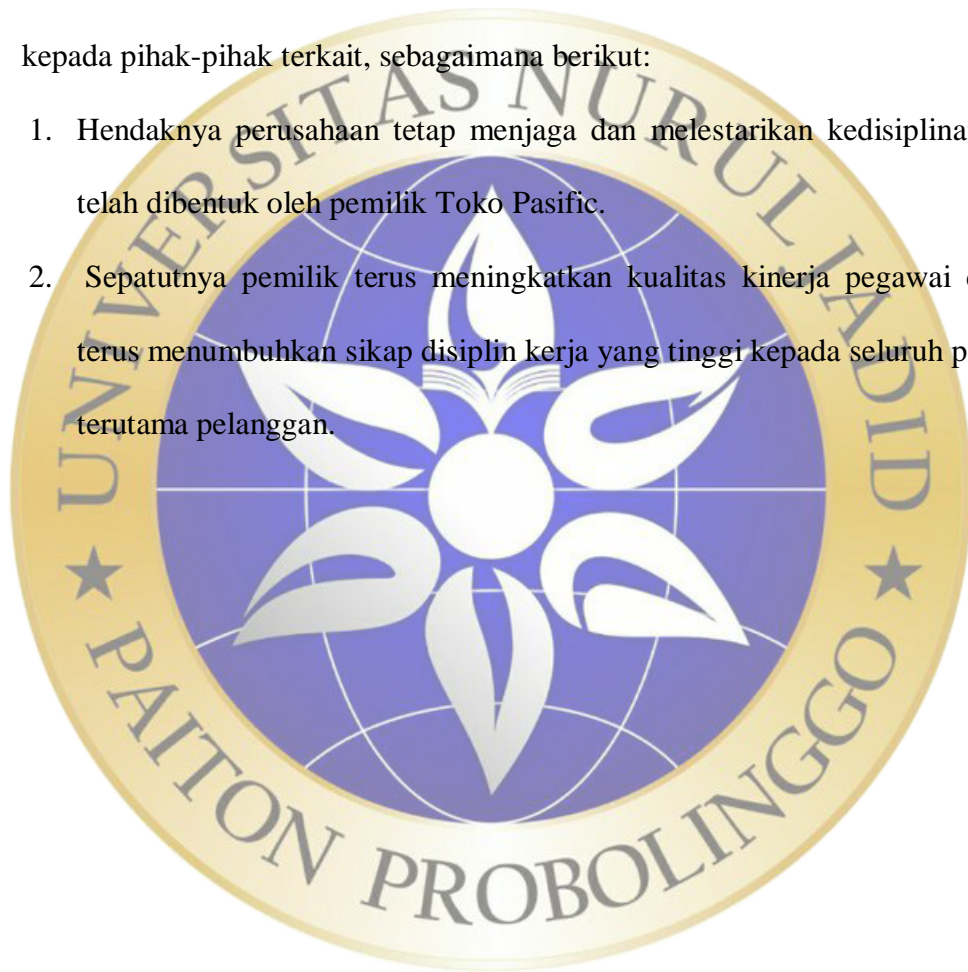 kepada pihak-pihak terkait, sebagaimana berikut:
1. Hendaknya perusahaan tetap menjaga dan melestarikan
telah dibentuk oleh pemilik Toko Pasific.
2. Sepatutnya pemilik terus meningkatkan kualitas kinerja pegawai
terus menumbuhkan sikap disiplin kerja yang tinggi kepada seluruh
terutama pelanggan.
UNIVERSITAS NURUL JADID
PAITON PROBOLINGGO